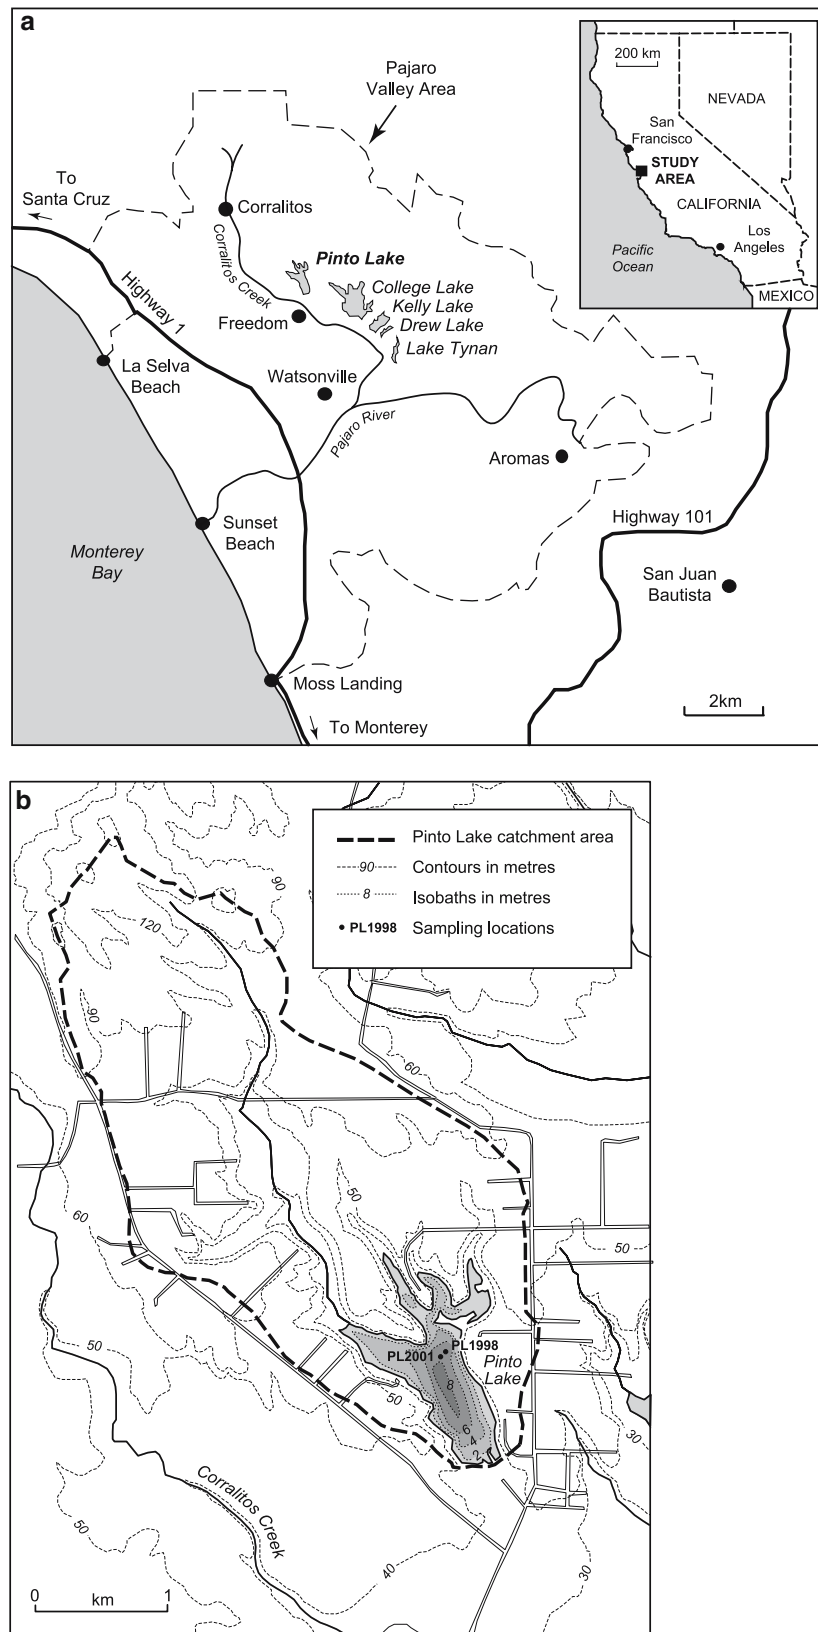 a
Pajaro
Valley Area
200 km
NEVADA
San
Francisco
STUDY
AREA
CALIFORNIA
Los
Angeles
Pacific
Ocean
MEXICO
To
Santa Cruz
Corralitos
Corralitos Creek
Pinto Lake
College Lake
Kelly Lake
Drew Lake
Lake Tynan
Highway 1
Freedom
La Selva
Beach
Watsonville
Pajaro River
Aromas
Sunset
Beach
Highway 101
Monterey
Bay
San Juan
Bautista
Moss Landing
2km
To Monterey
b
Pinto Lake catchment area
90 Contours in metres
8 Isobaths in metres
PL1998 Sampling locations
90
120
90
60
50
60
50
50
PL1998
PL2001
Pinto
Lake
8
50
6
4
2
30
Corralitos
Creek
50
40
30
0 km 1